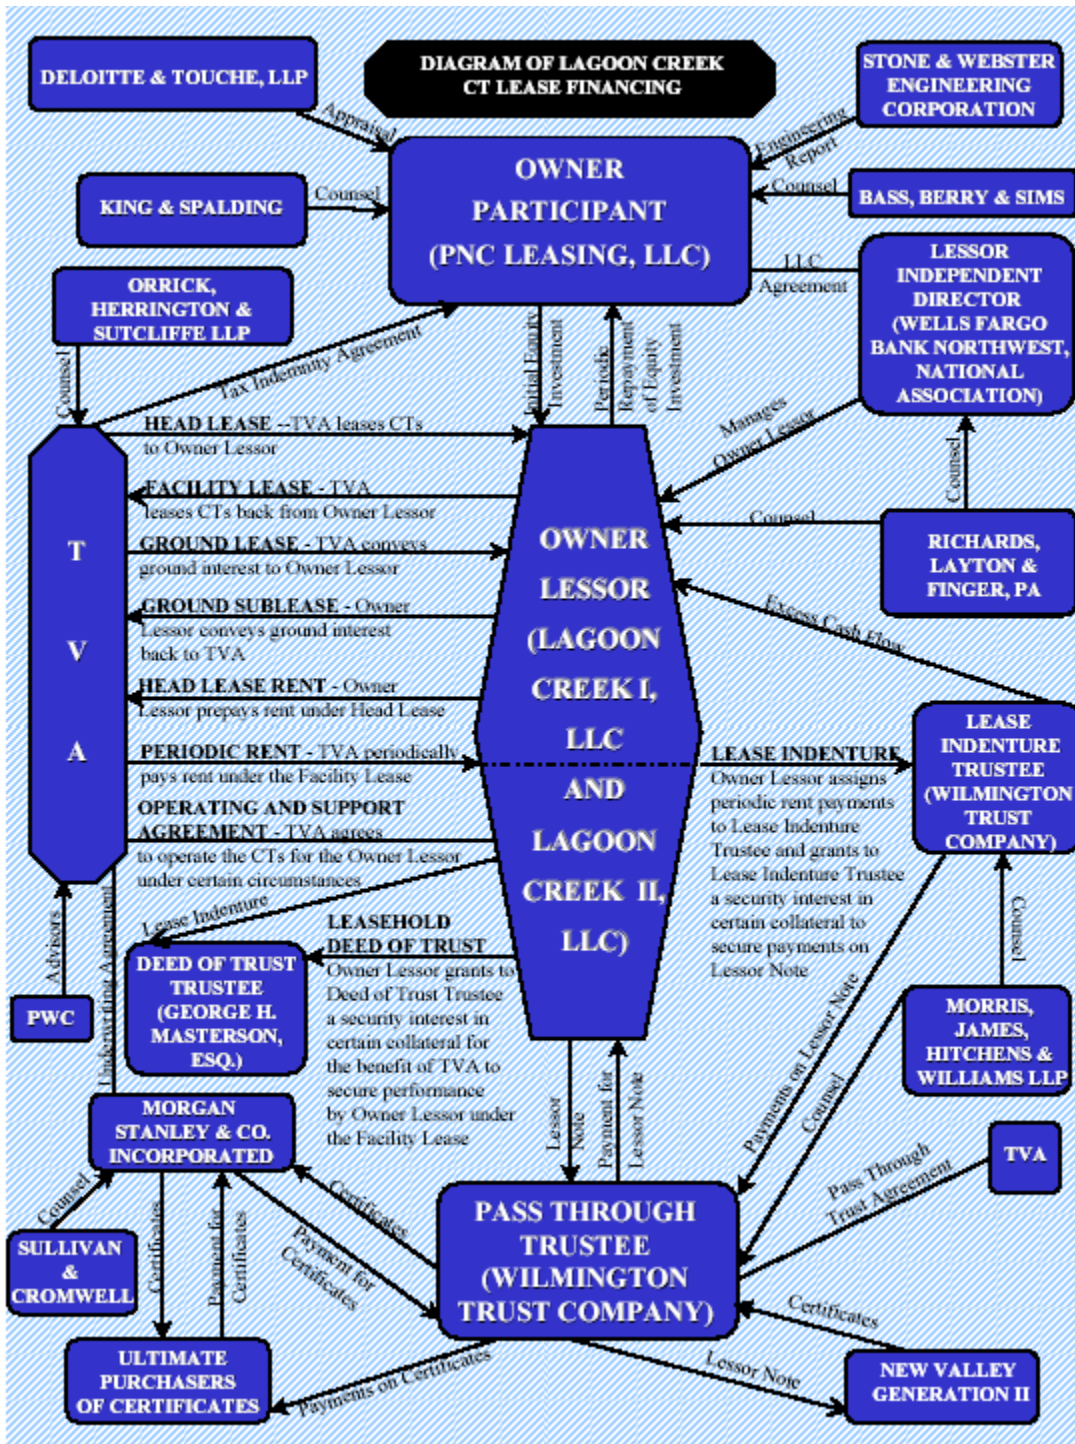 DIAGRAM OF LAGOON CREEK
CT LEASE FINANCING
DELOITTE & TOUCHE, LLP
STONE & WEBSTER
ENGINEERING
CORPORATION
Appraisal
Engineering
Report
OWNER
PARTICIPANT
(PNC LEASING, LLC)
KING & SPALDING
Counsel
Counsel
BASS, BERRY & SIMS
LLC
Agreement
LESSOR
INDEPENDENT
DIRECTOR
(WELLS FARGO
BANK NORTHWEST,
NATIONAL
ASSOCIATION)
ORRICK,
HERRINGTON &
SUTCLIFFE LLP
Counsel
Tax Indemnity Agreement
Initial Equity
Investment
Periodic
Repayment
of Equity
Investment
Manages
Owner Lessor
Counsel
Counsel
RICHARDS,
LAYTON &
FINGER, PA
T
V
A
HEAD LEASE --TVA leases CTs
to Owner Lessor
FACILITY LEASE - TVA
leases CTs back from Owner Lessor
GROUND LEASE - TVA conveys
ground interest to Owner Lessor
GROUND SUBLEASE - Owner
Lessor conveys ground interest
back to TVA
HEAD LEASE RENT - Owner
Lessor prepays rent under Head Lease
PERIODIC RENT - TVA periodically
pays rent under the Facility Lease
OPERATING AND SUPPORT
AGREEMENT - TVA agrees
to operate the CTs for the Owner Lessor
under certain circumstances
OWNER
LESSOR
(LAGOON
CREEK I,
LLC
AND
LAGOON
CREEK II,
LLC)
Excess Cash Flow
LEASE INDENTURE
Owner Lessor assigns
periodic rent payments
to Lease Indenture
Trustee and grants to
Lease Indenture Trustee
a security interest in
certain collateral to
secure payments on
Lessor Note
LEASE
INDENTURE
TRUSTEE
(WILMINGTON
TRUST
COMPANY)
Counsel
MORRIS,
JAMES,
HITCHENS &
WILLIAMS LLP
Advisors
PWC
Underwriting Agreement
Lease Indenture
DEED OF TRUST
TRUSTEE
(GEORGE H.
MASTERSON,
ESQ.)
LEASEHOLD
DEED OF TRUST
Owner Lessor grants to
Deed of Trust Trustee
a security interest in
certain collateral for
the benefit of TVA to
secure performance
by Owner Lessor under
the Facility Lease
Lessor
Note
Payment for
Lessor Note
Payments on Lessor Note
Counsel
TVA
Pass Through
Trust Agreement
MORGAN
STANLEY & CO.
INCORPORATED
Counsel
SULLIVAN
&
CROMWELL
Certificates
Payment for
Certificates
Certificates
Payment for
Certificates
PASS THROUGH
TRUSTEE
(WILMINGTON
TRUST COMPANY)
ULTIMATE
PURCHASERS
OF CERTIFICATES
Payments on Certificates
Lessor Note
Certificates
NEW VALLEY
GENERATION II